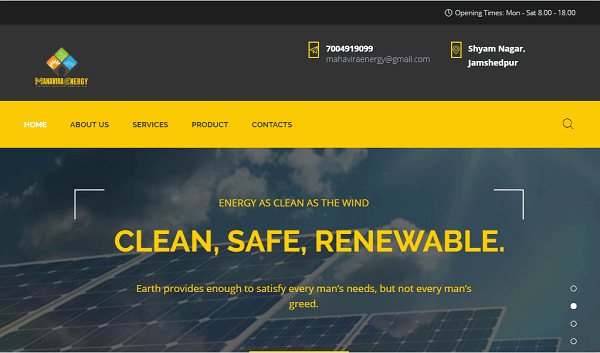 Opening Times: Mon - Sat 8.00 - 18.00
7004919099
mahaviraenergy@gmail.com
Shyam Nagar,
Jamshedpur
MAHAVIRA ENERGY
HOME ABOUT US SERVICES PRODUCT CONTACTS
ENERGY AS CLEAN AS THE WIND
CLEAN, SAFE, RENEWABLE.
Earth provides enough to satisfy every man's needs, but not every man's
greed.